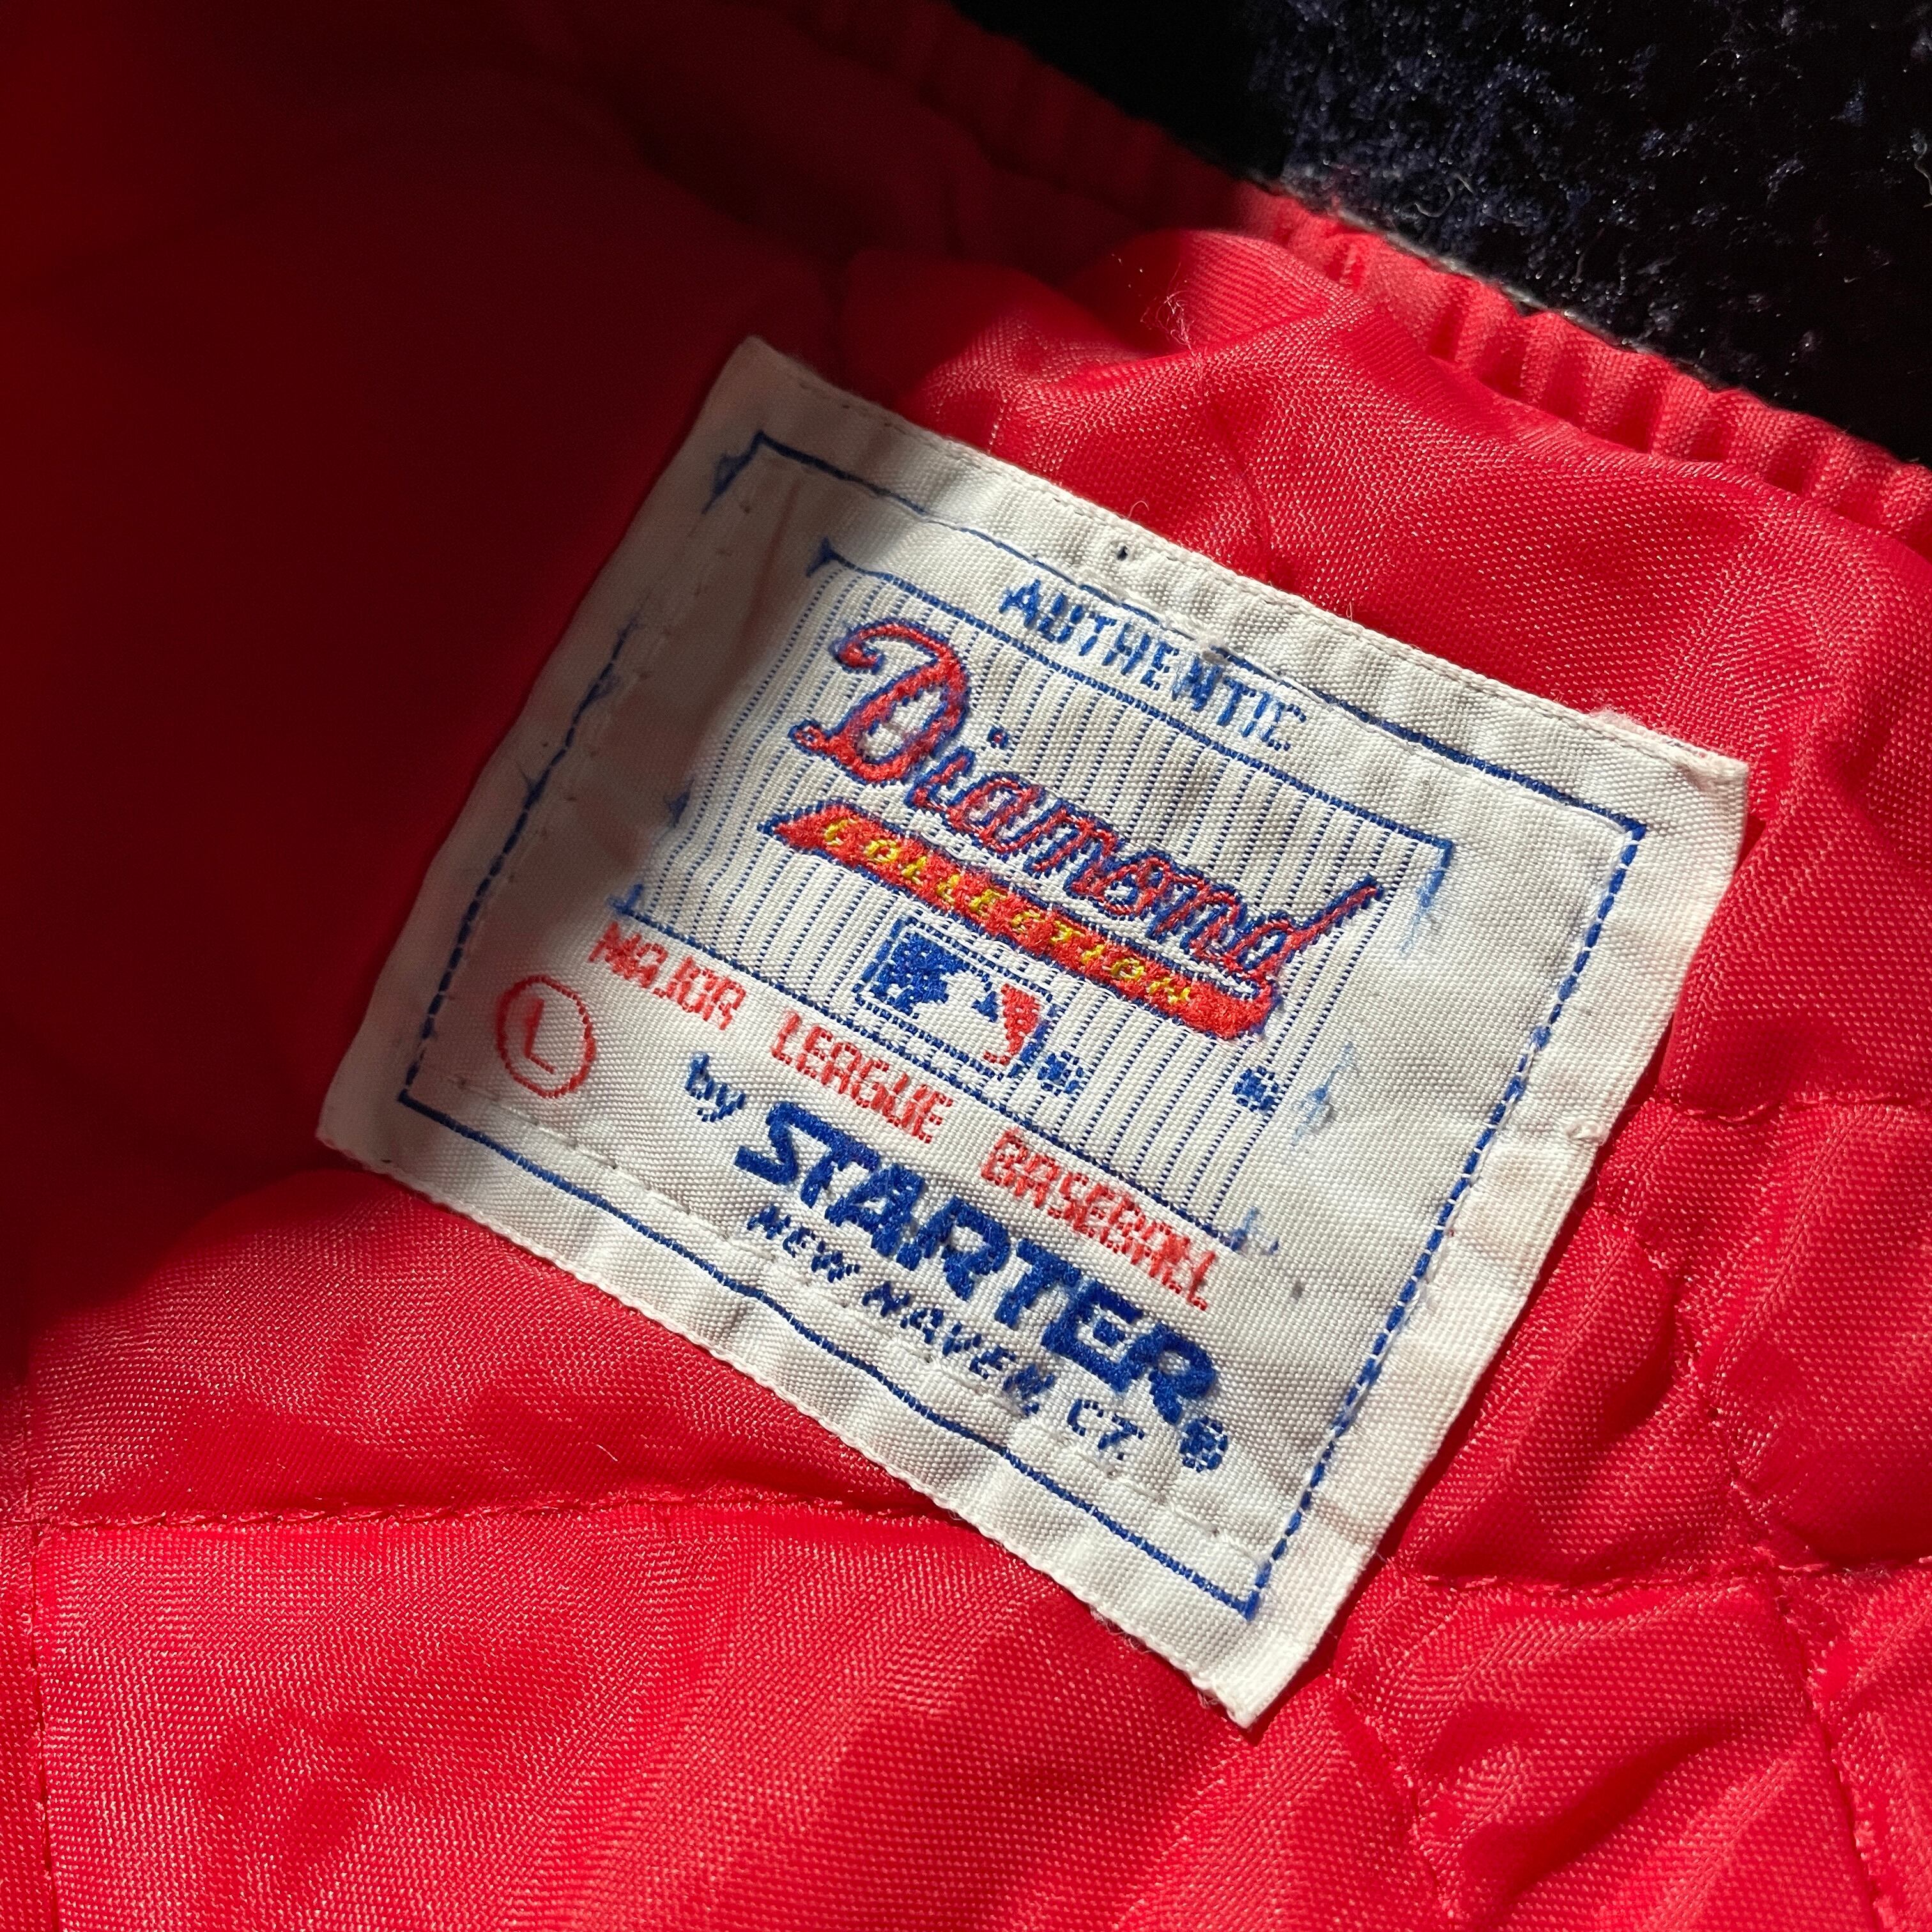 AUTHENTIC
Diamond
COLLECTION
MAJOR LEAGUE BASEBALL
L
by STARTER®
NEW HAVEN, CT.